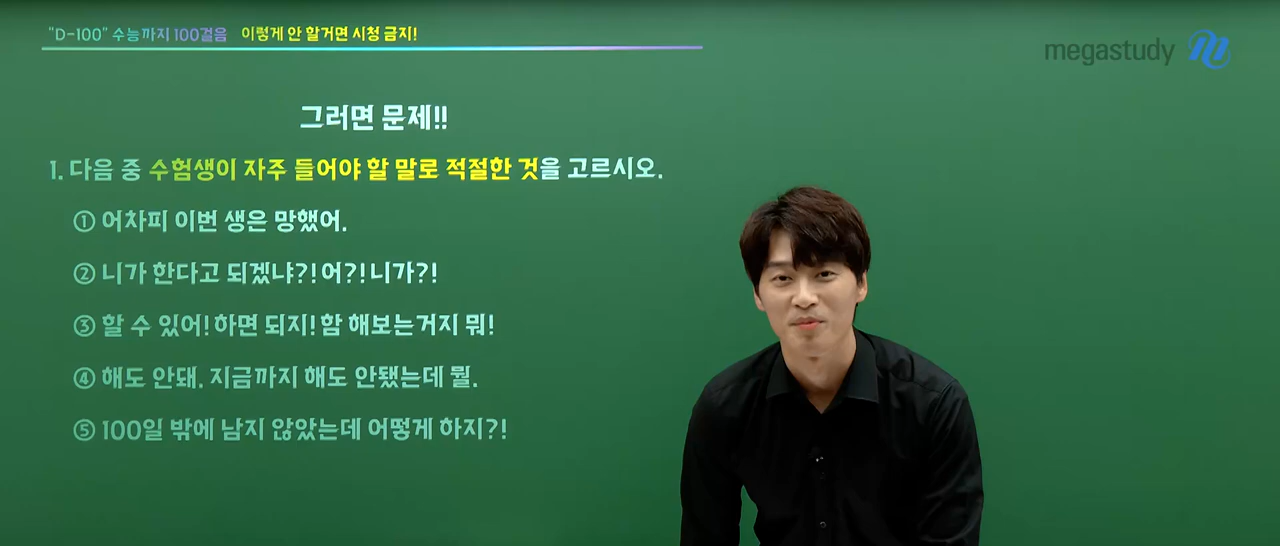 "D-100" 수능까지 100걸음 이렇게 안 할거면 시청 금지!
megastudy
그러면 문제!!
1. 다음 중 수험생이 자주 들어야 할 말로 적절한 것을 고르시오.
① 어차피 이번 생은 망했어.
② 니가 한다고 되겠냐?! 어?! 니가?!
③ 할 수 있어! 하면 되지! 함 해보는거지 뭐!
④ 해도 안돼. 지금까지 해도 안됐는데 뭘.
⑤ 100일 밖에 남지 않았는데 어떻게 하지?!